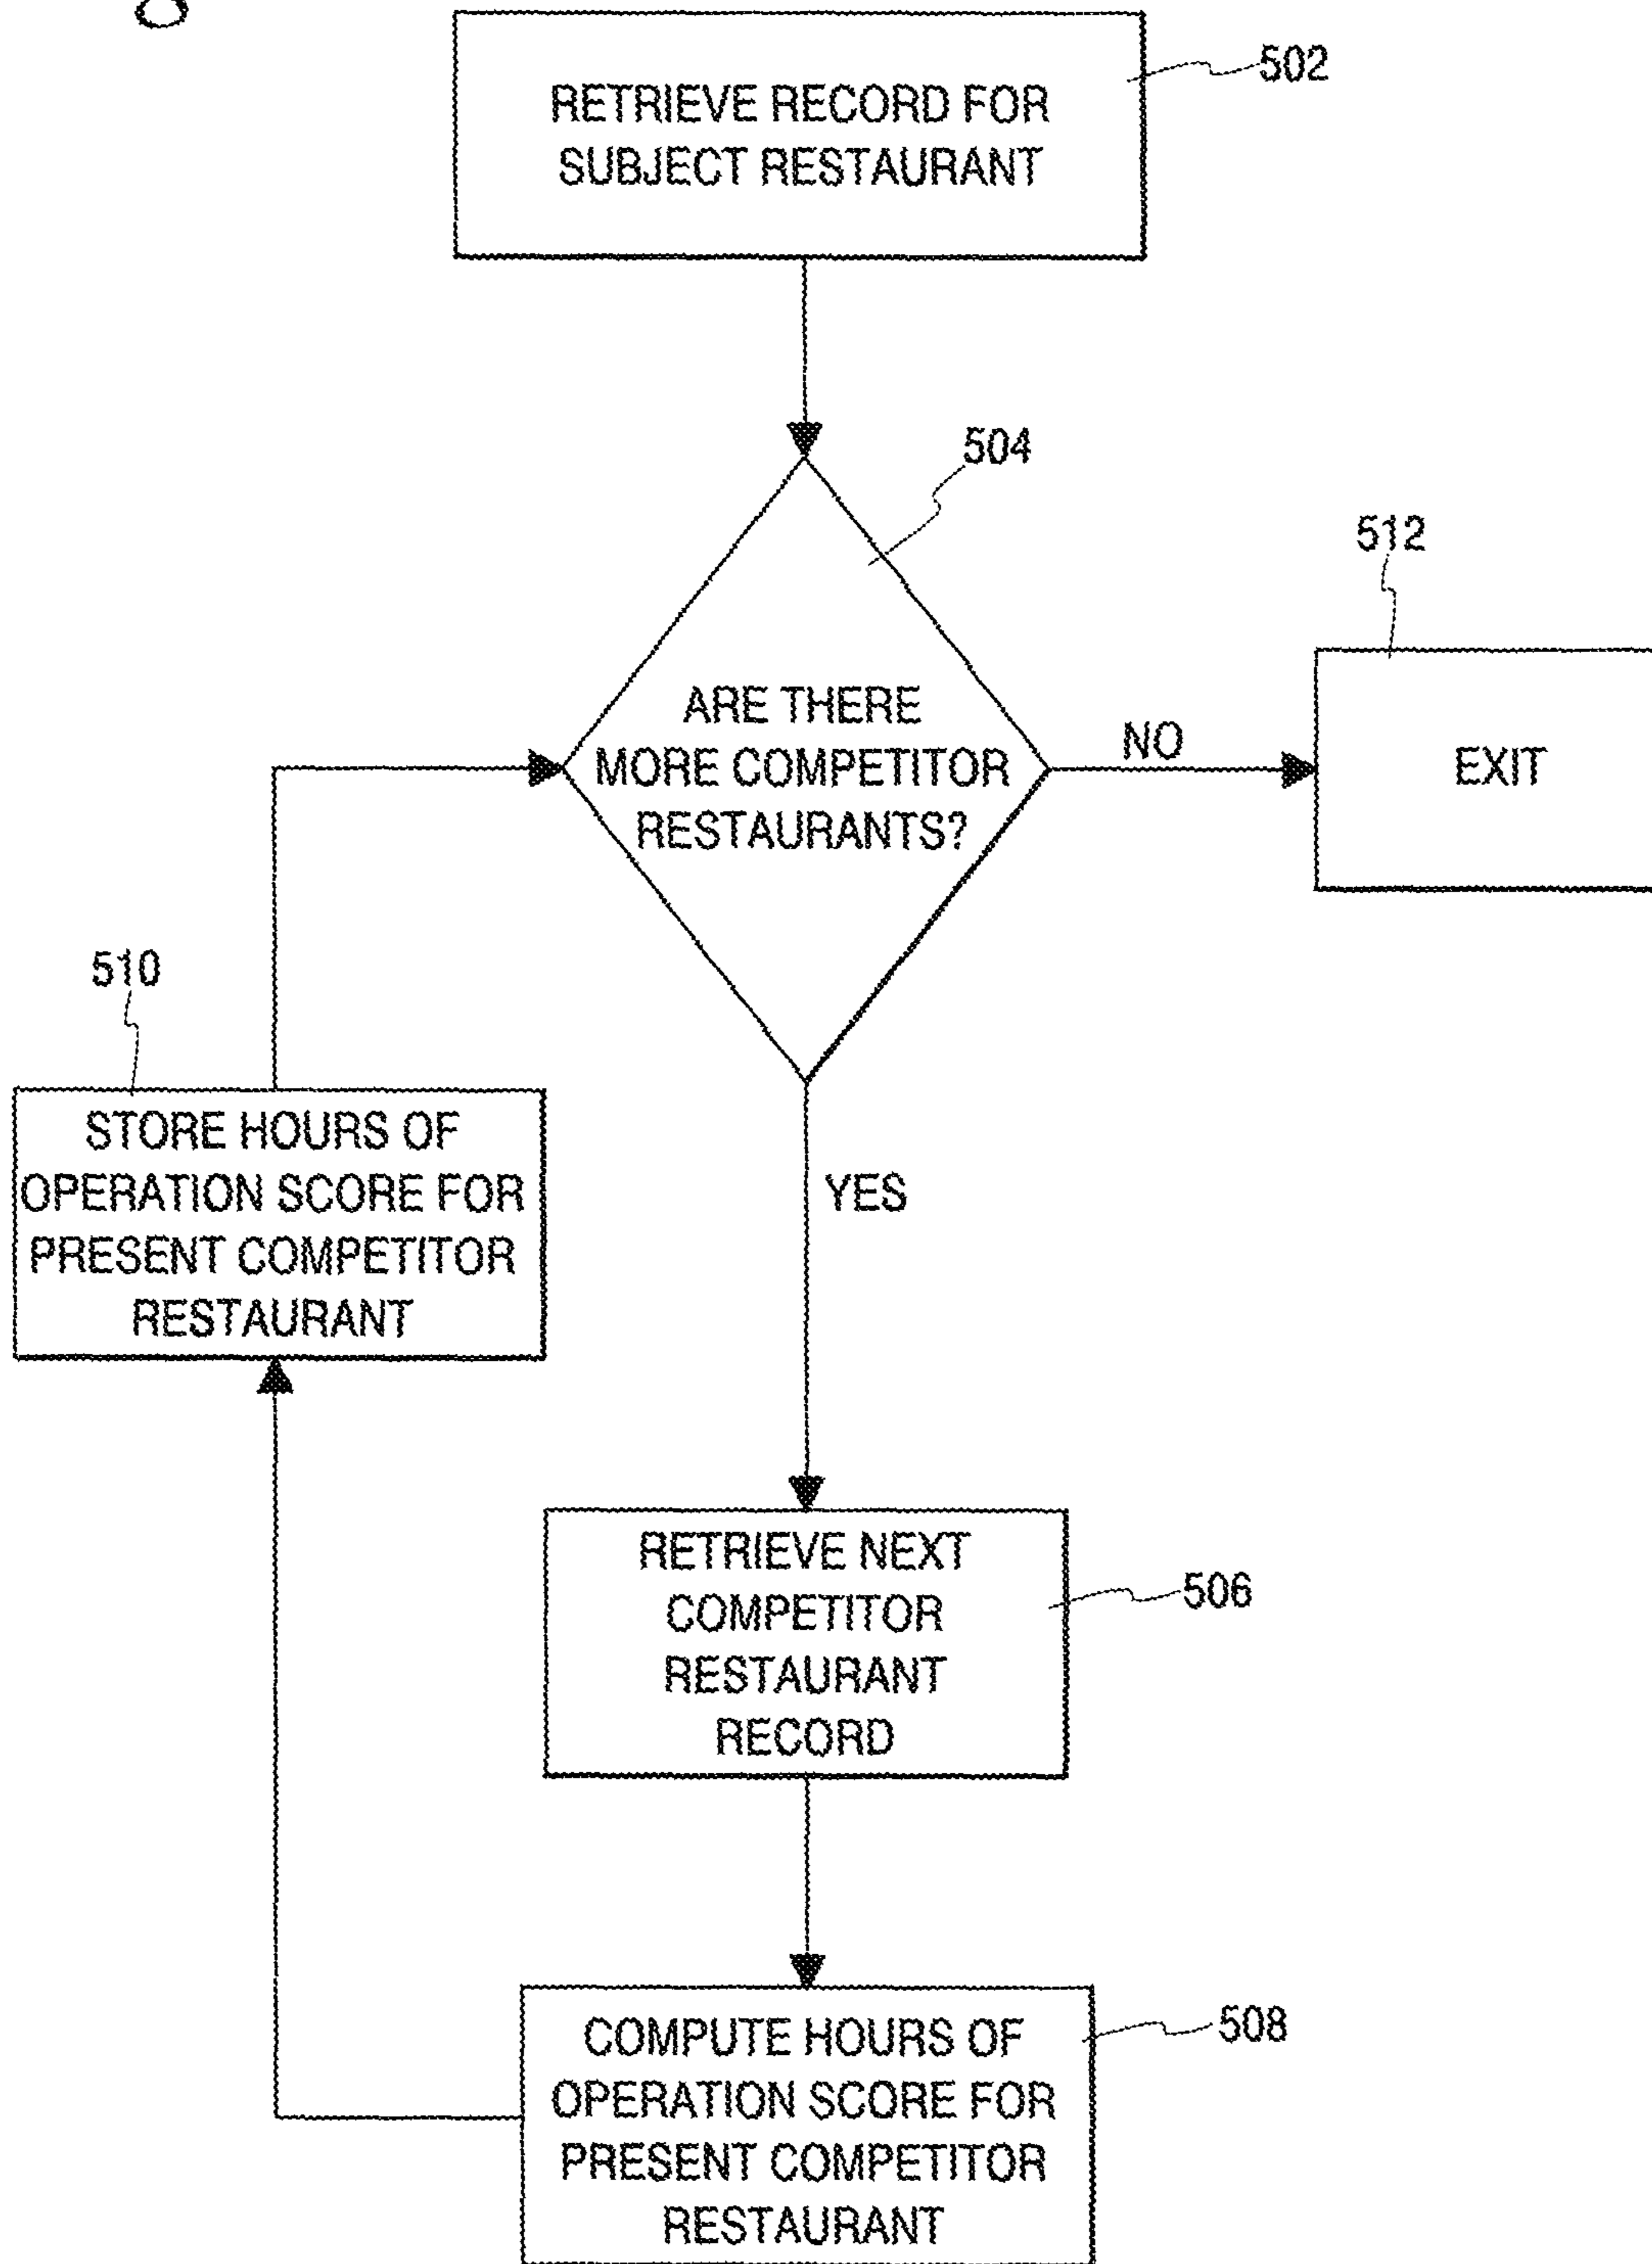 RETRIEVE RECORD FOR
SUBJECT RESTAURANT
502
504
ARE THERE
MORE COMPETITOR
RESTAURANTS?
NO
512
EXIT
510
STORE HOURS OF
OPERATION SCORE FOR
PRESENT COMPETITOR
RESTAURANT
YES
RETRIEVE NEXT
COMPETITOR
RESTAURANT
RECORD
506
COMPUTE HOURS OF
OPERATION SCORE FOR
PRESENT COMPETITOR
RESTAURANT
508